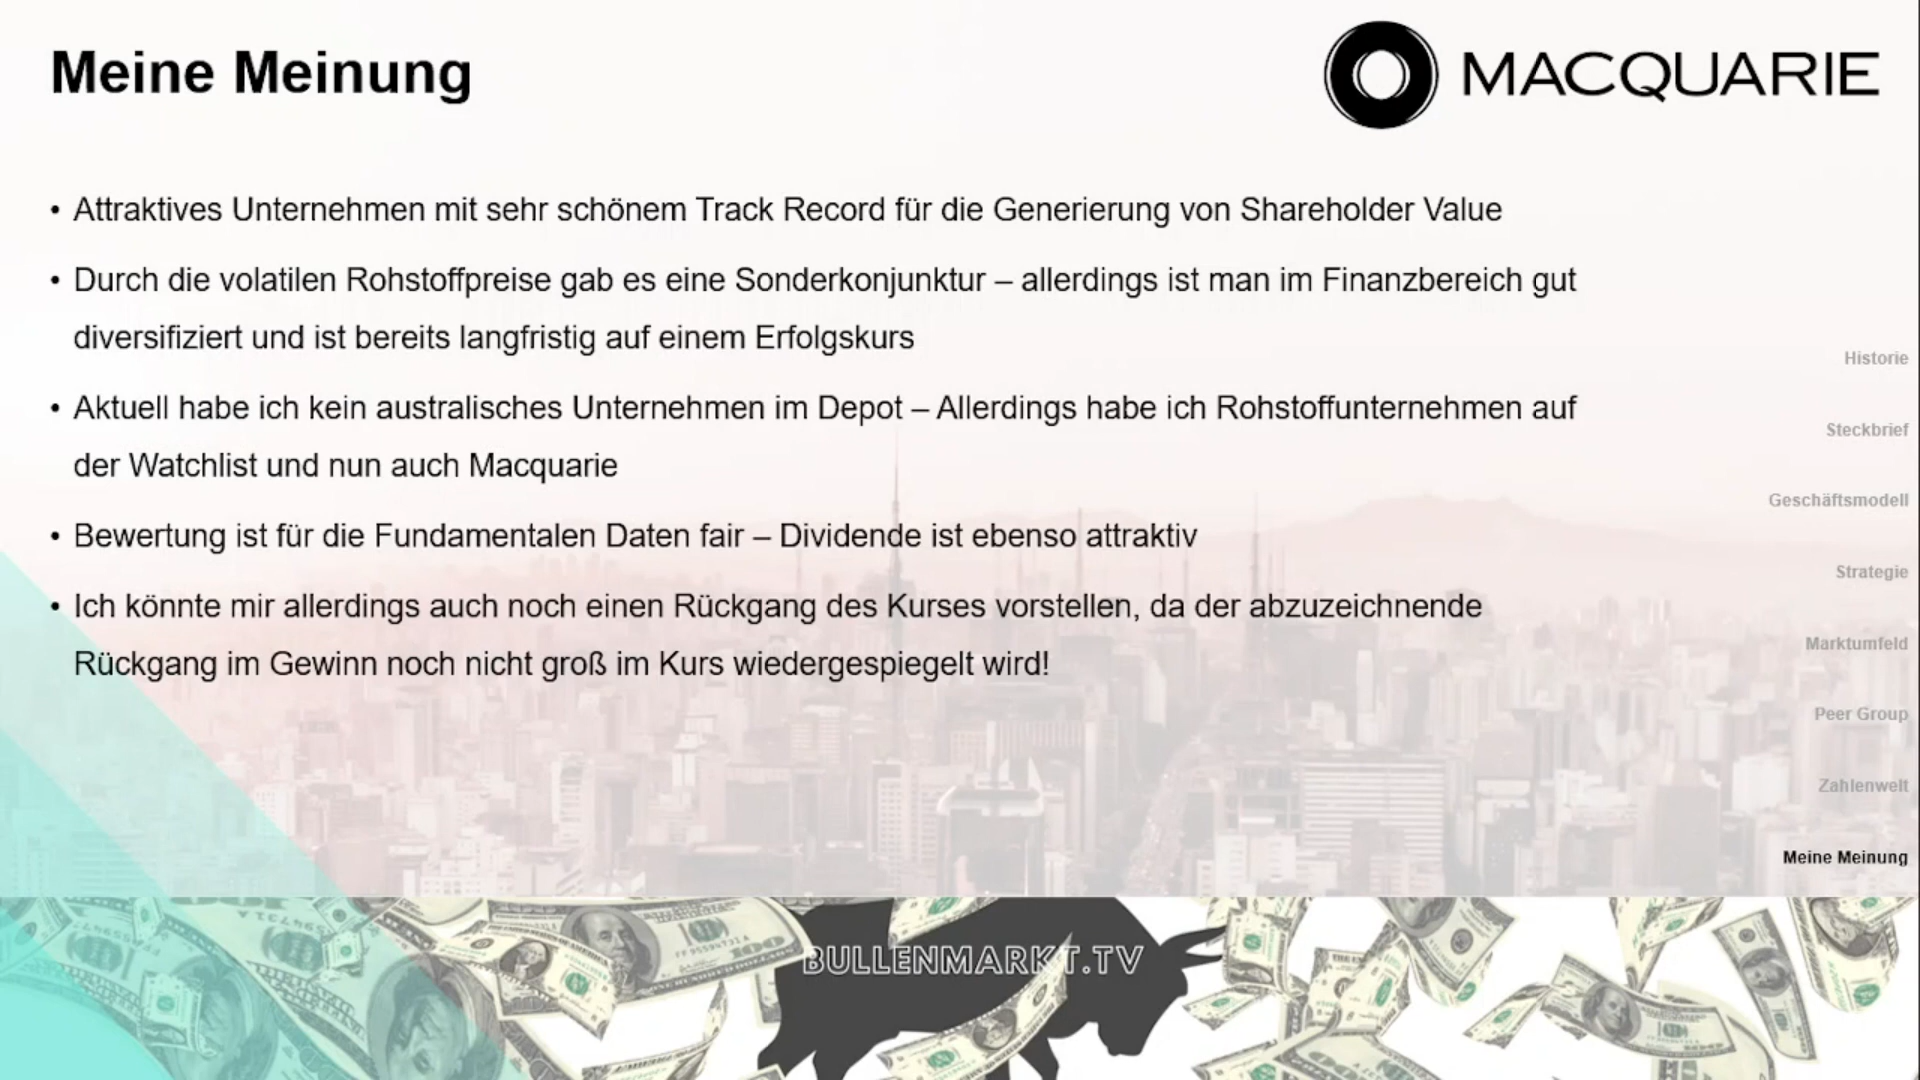 Meine Meinung
MACQUARIE
• Attraktives Unternehmen mit sehr schönem Track Record für die Generierung von Shareholder Value
• Durch die volatilen Rohstoffpreise gab es eine Sonderkonjunktur – allerdings ist man im Finanzbereich gut
diversifiziert und ist bereits langfristig auf einem Erfolgskurs
• Aktuell habe ich kein australisches Unternehmen im Depot – Allerdings habe ich Rohstoffunternehmen auf
der Watchlist und nun auch Macquarie
• Bewertung ist für die Fundamentalen Daten fair – Dividende ist ebenso attraktiv
• Ich könnte mir allerdings auch noch einen Rückgang des Kurses vorstellen, da der abzuzeichnende
Rückgang im Gewinn noch nicht groß im Kurs wiedergespiegelt wird!
Historie
Steckbrief
Geschäftsmodell
Strategie
Marktumfeld
Peer Group
Zahlenwelt
Meine Meinung
BULLENMARKT.TV